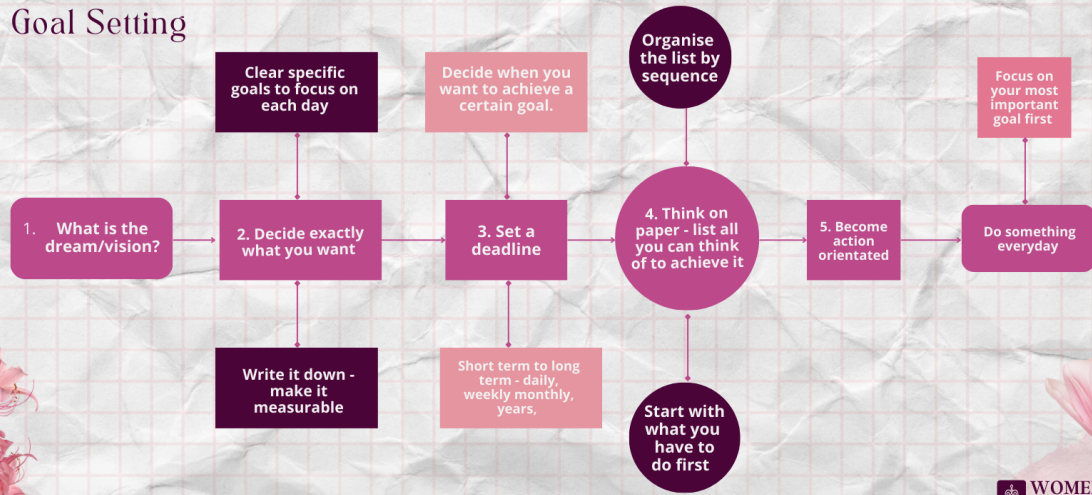 Goal Setting
Clear specific
goals to focus on
each day
Decide when you
want to achieve a
certain goal.
Organise
the list by
sequence
Focus on
your most
important
goal first
1. What is the
dream/vision?
2. Decide exactly
what you want
3. Set a
deadline
4. Think on
paper - list all
you can think
of to achieve it
5. Become
action
orientated
Do something
everyday
Write it down -
make it
measurable
Short term to long
term - daily,
weekly monthly,
years,
Start with
what you
have to
do first
WOME